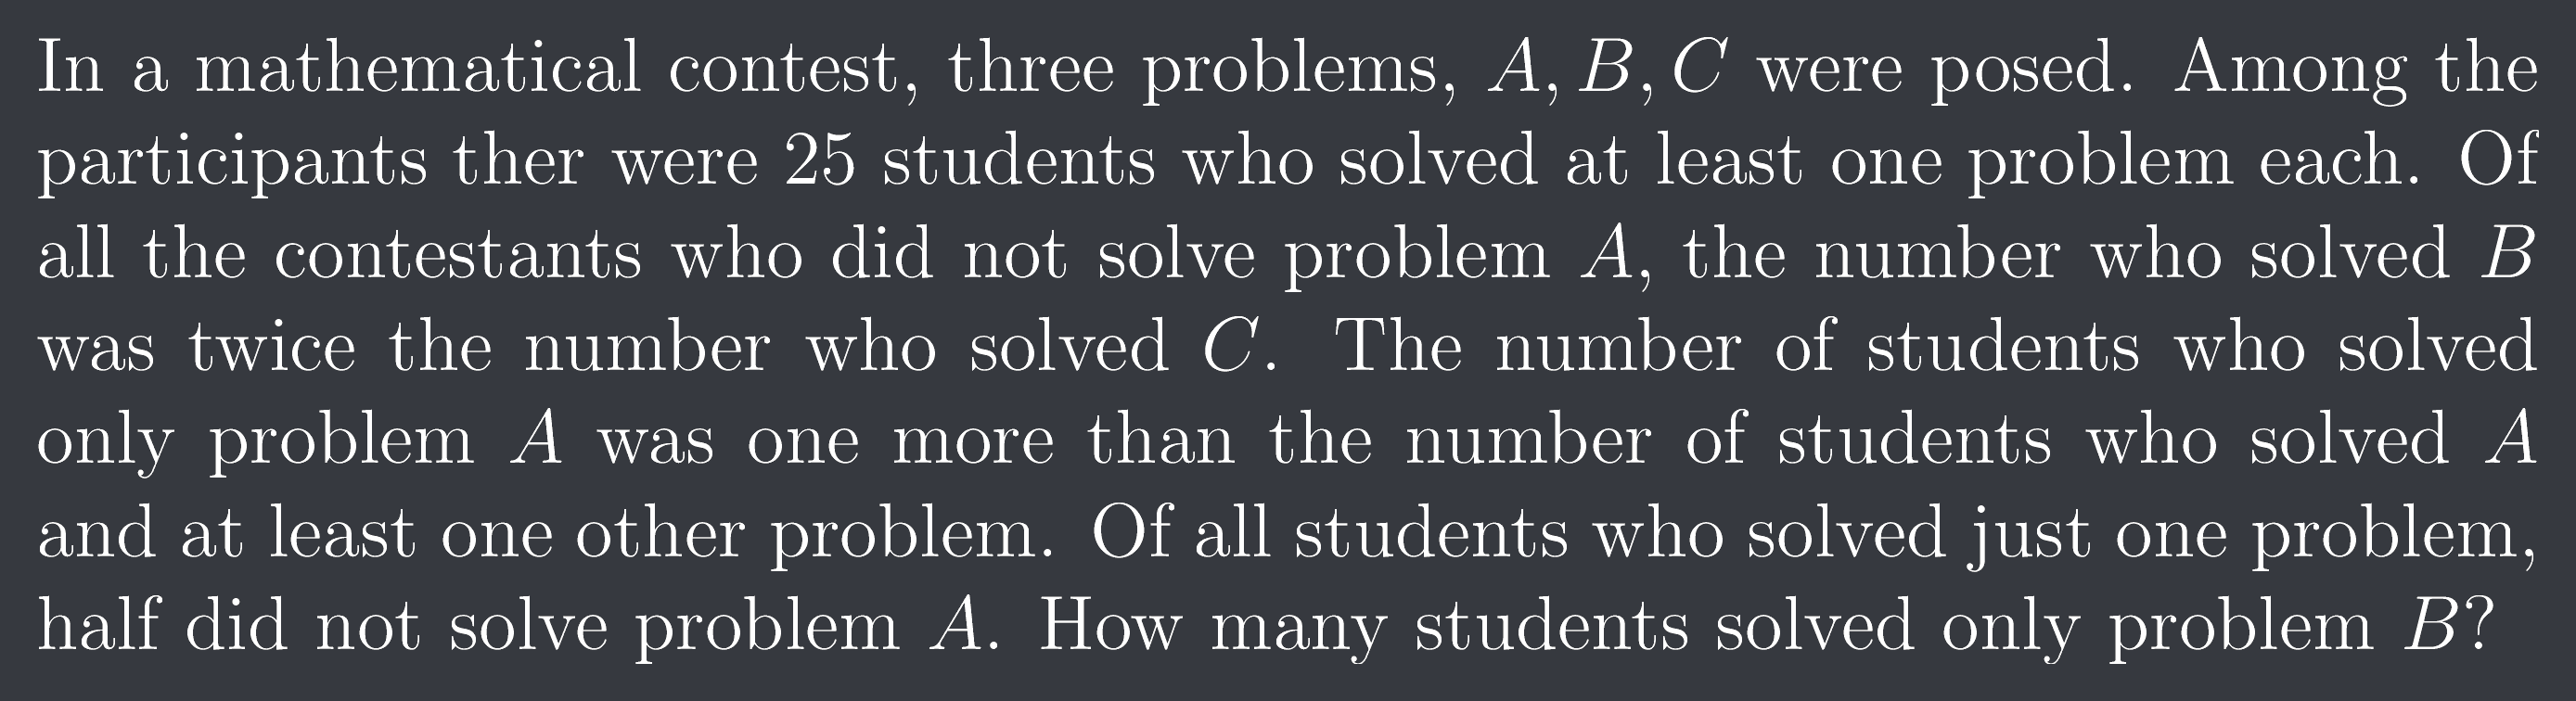 In a mathematical contest, three problems, A, B, C were posed. Among the
participants ther were 25 students who solved at least one problem each. Of
all the contestants who did not solve problem A, the number who solved B
was twice the number who solved C. The number of students who solved
only problem A was one more than the number of students who solved A
and at least one other problem. Of all students who solved just one problem,
half did not solve problem A. How many students solved only problem B?